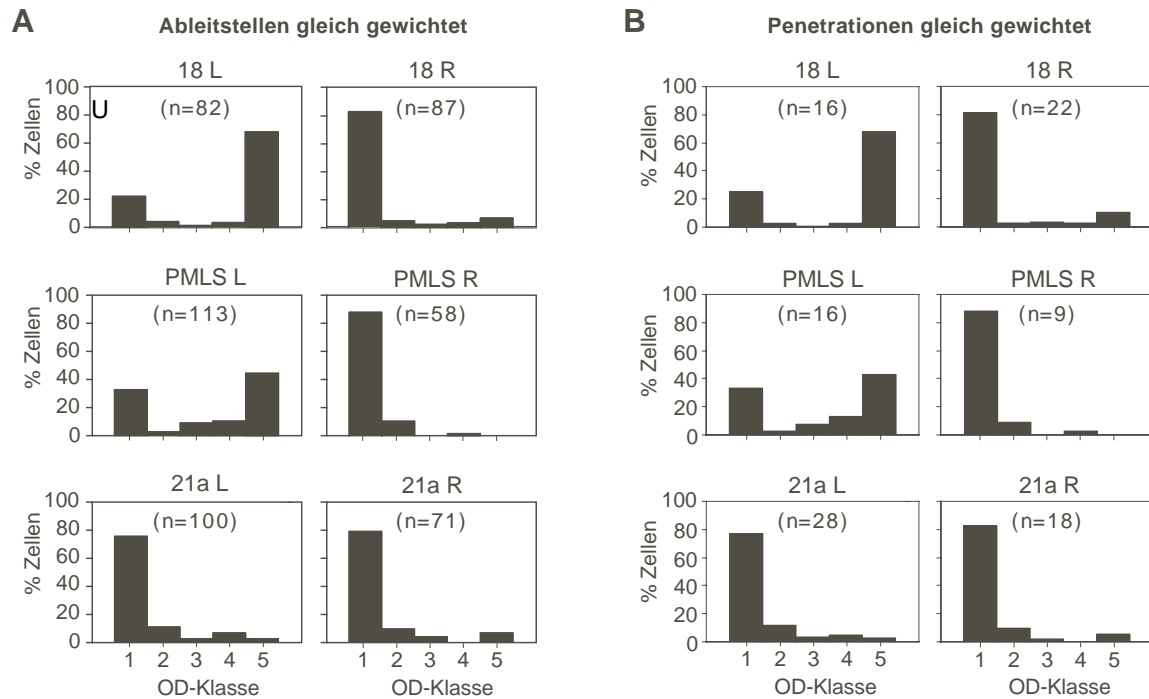 A
Ableitstellen gleich gewichtet
18 L
18 R
100
80
60
40
20
0
% Zellen
U
(n=82)
(n=87)
PMLS L
PMLS R
100
80
60
40
20
0
% Zellen
(n=113)
(n=58)
21a L
21a R
100
80
60
40
20
0
% Zellen
(n=100)
(n=71)
1 2 3 4 5
1 2 3 4 5
OD-Klasse
OD-Klasse
B
Penetrationen gleich gewichtet
18 L
18 R
100
80
60
40
20
0
% Zellen
(n=16)
(n=22)
PMLS L
PMLS R
100
80
60
40
20
0
% Zellen
(n=16)
(n=9)
21a L
21a R
100
80
60
40
20
0
% Zellen
(n=28)
(n=18)
1 2 3 4 5
1 2 3 4 5
OD-Klasse
OD-Klasse